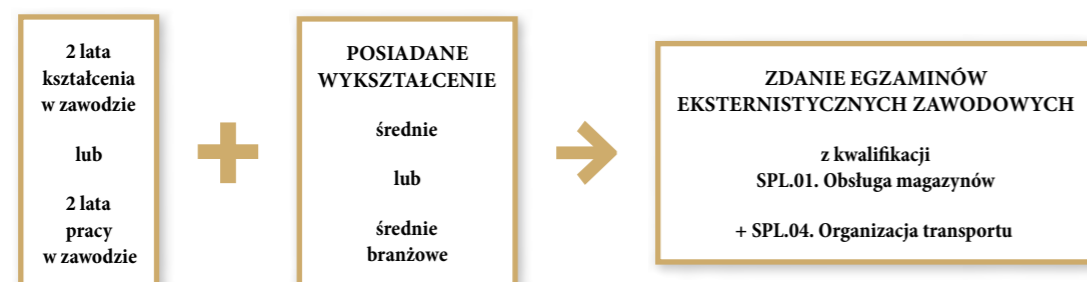 2 lata
kształcenia
w zawodzie
lub
2 lata
pracy
w zawodzie
POSIADANE
WYKSZTAŁCENIE
średnie
lub
średnie
branżowe
ZDANIE EGZAMINÓW
EKSTERNISTYCZNYCH ZAWODOWYCH
z kwalifikacji
SPL.01. Obsługa magazynów
+ SPL.04. Organizacja transportu